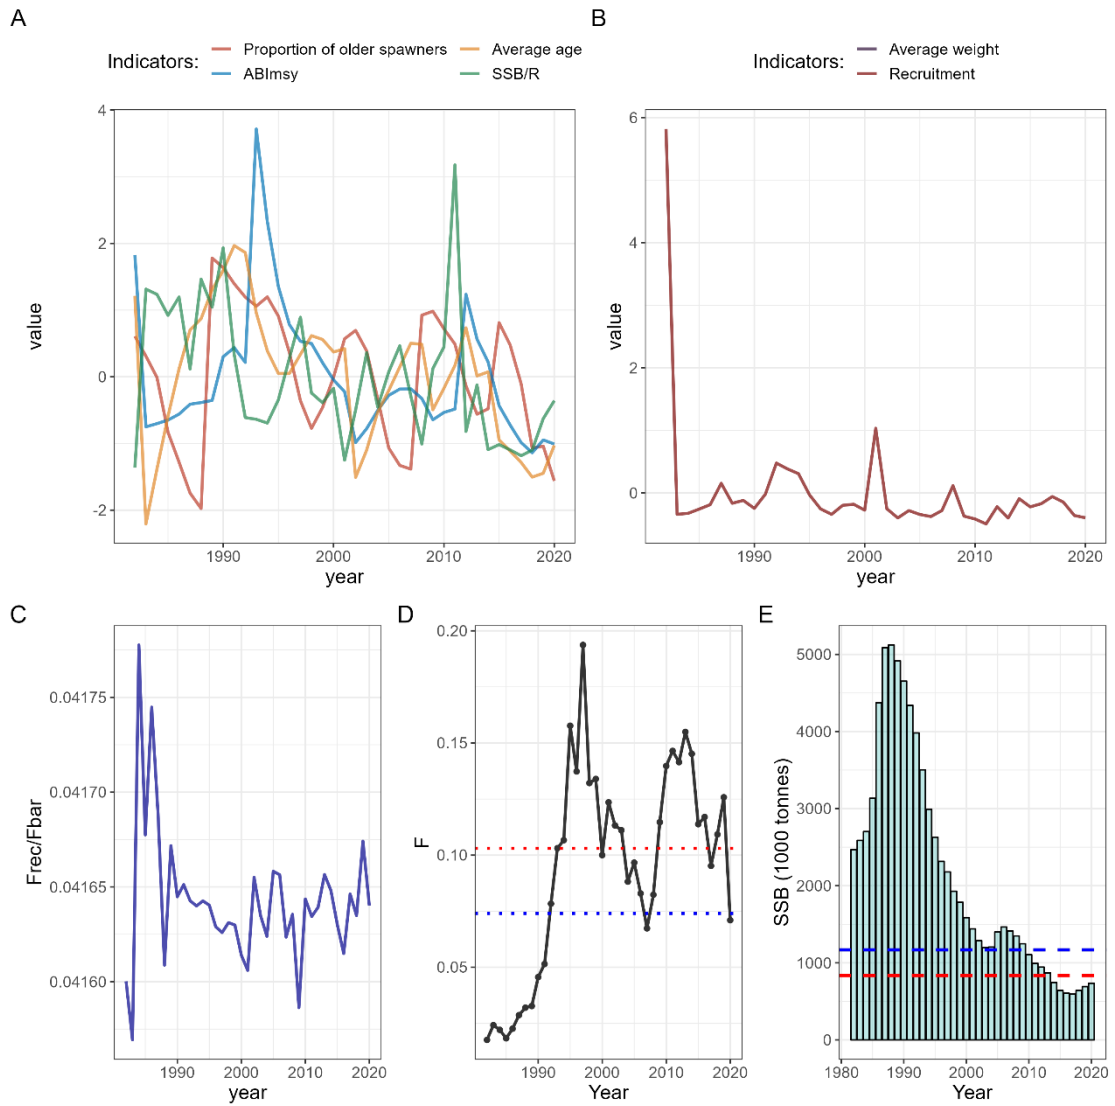 A
Indicators:
Proportion of older spawners
Average age
ABImsy
SSB/R
value
4
2
0
-2
1990
2000
2010
2020
year
B
Indicators:
Average weight
Recruitment
value
6
4
2
0
1990
2000
2010
2020
year
C
Frec/Fbar
0.04175
0.04170
0.04165
0.04160
1990
2000
2010
2020
year
D
F
0.20
0.15
0.10
0.05
1990
2000
2010
2020
Year
E
SSB (1000 tonnes)
5000
4000
3000
2000
1000
0
1980
1990
2000
2010
2020
Year